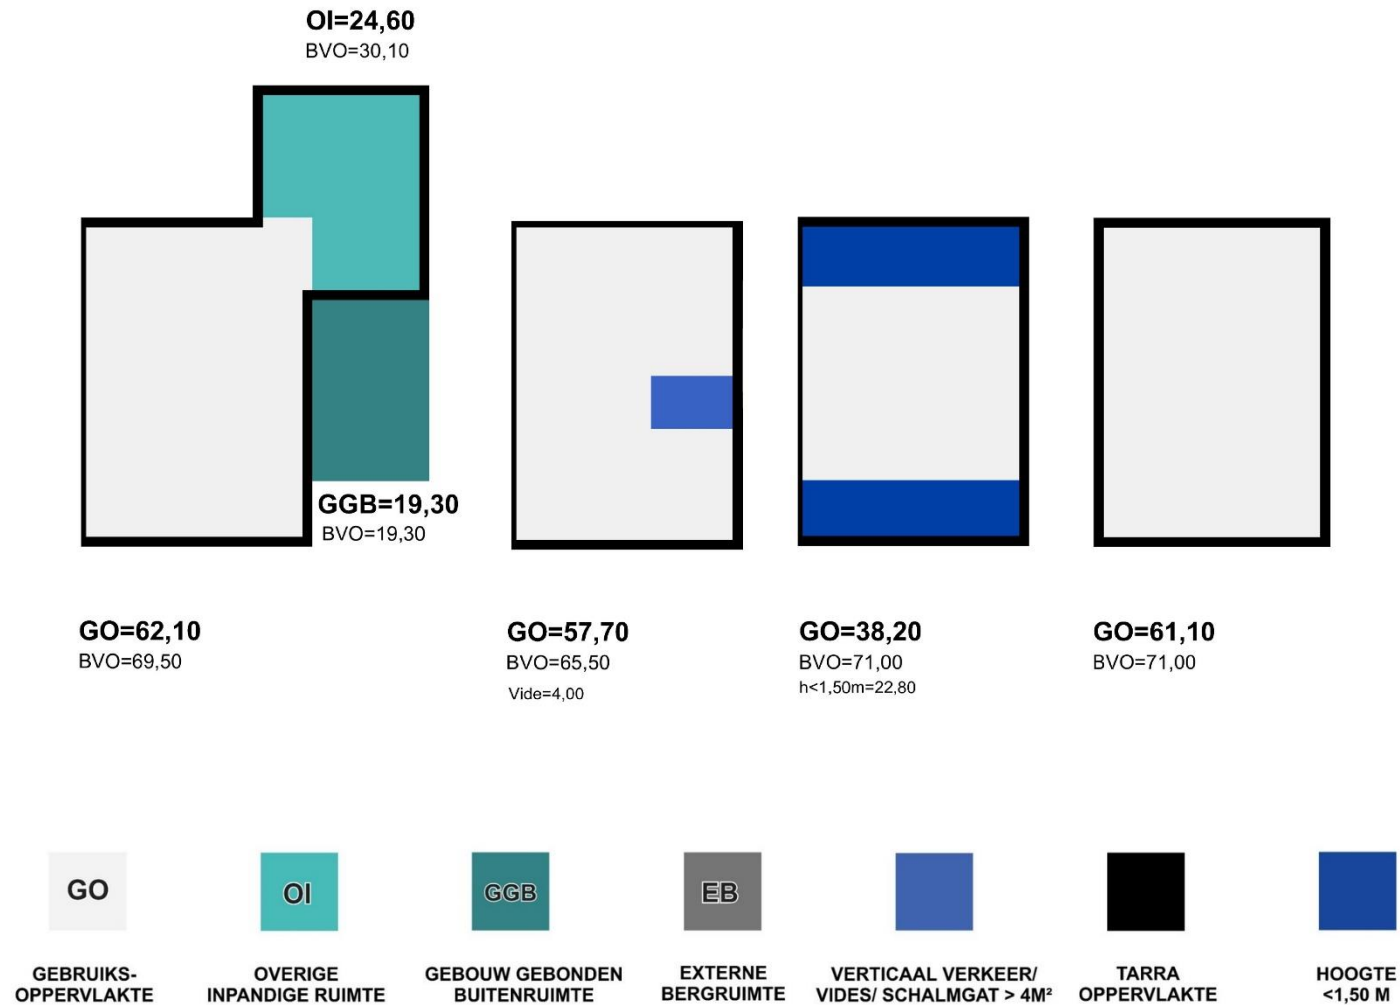 OI=24,60
BVO=30,10
GGB=19,30
BVO=19,30
GO=62,10
BVO=69,50
GO=57,70
BVO=65,50
Vide=4,00
GO=38,20
BVO=71,00
h<1,50m=22,80
GO=61,10
BVO=71,00
GO
GEBRUIKS-
OPPERVLAKTE
OI
OVERIGE
INPANDIGE RUIMTE
GGB
GEBOUW GEBONDEN
BUITENRUIMTE
EB
EXTERNE
BERGRUIMTE
VERTICAAL VERKEER/
VIDES/ SCHALMGAT > 4M²
TARRA
OPPERVLAKTE
HOOGTE
<1,50 M